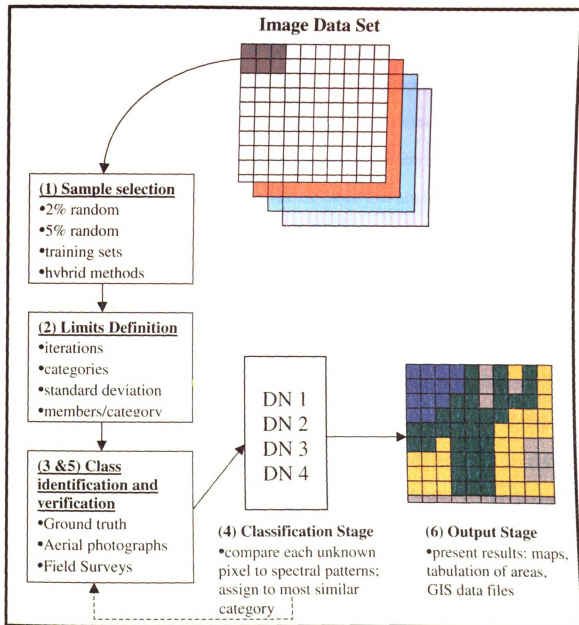 Image Data Set
(1) Sample selection
•2% random
•5% random
•training sets
•hybrid methods
(2) Limits Definition
•iterations
•categories
•standard deviation
•members/category
(3 &5) Class
identification and
verification
•Ground truth
•Aerial photographs
•Field Surveys
DN 1
DN 2
DN 3
DN 4
(4) Classification Stage
•compare each unknown
pixel to spectral patterns;
assign to most similar
category
(6) Output Stage
•present results: maps,
tabulation of areas,
GIS data files